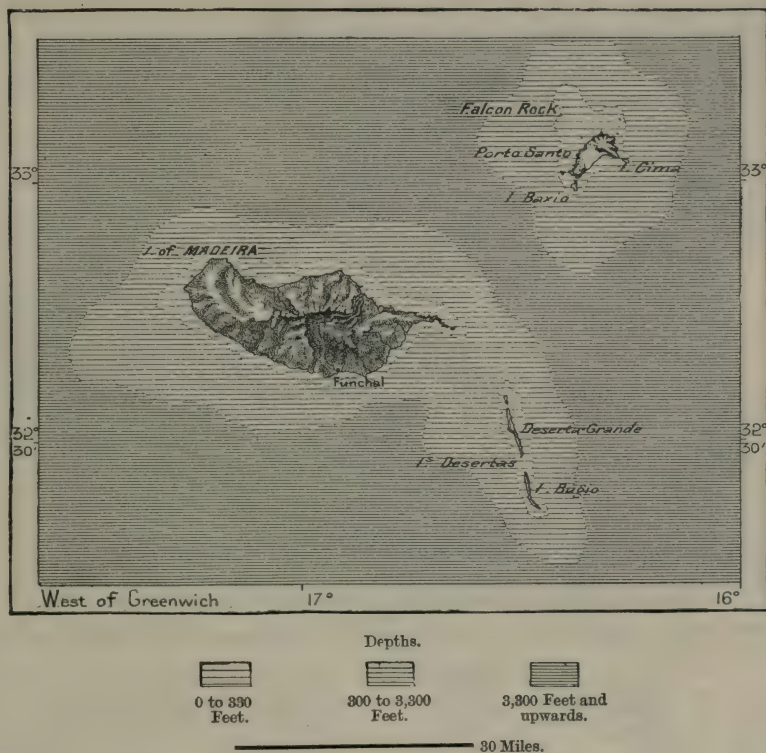 Falcon Rock
Porto Santo
33°
33°
I. Cima
I. Bario
I. of MADEIRA
Funchal
32°
30'
32°
30'
Deserta Grande
Iˢ Desertas
I. Bugio
West of Greenwich
17°
16°
Depths.
0 to 330
Feet.
300 to 3,300
Feet.
3,300 Feet and
upwards.
30 Miles.